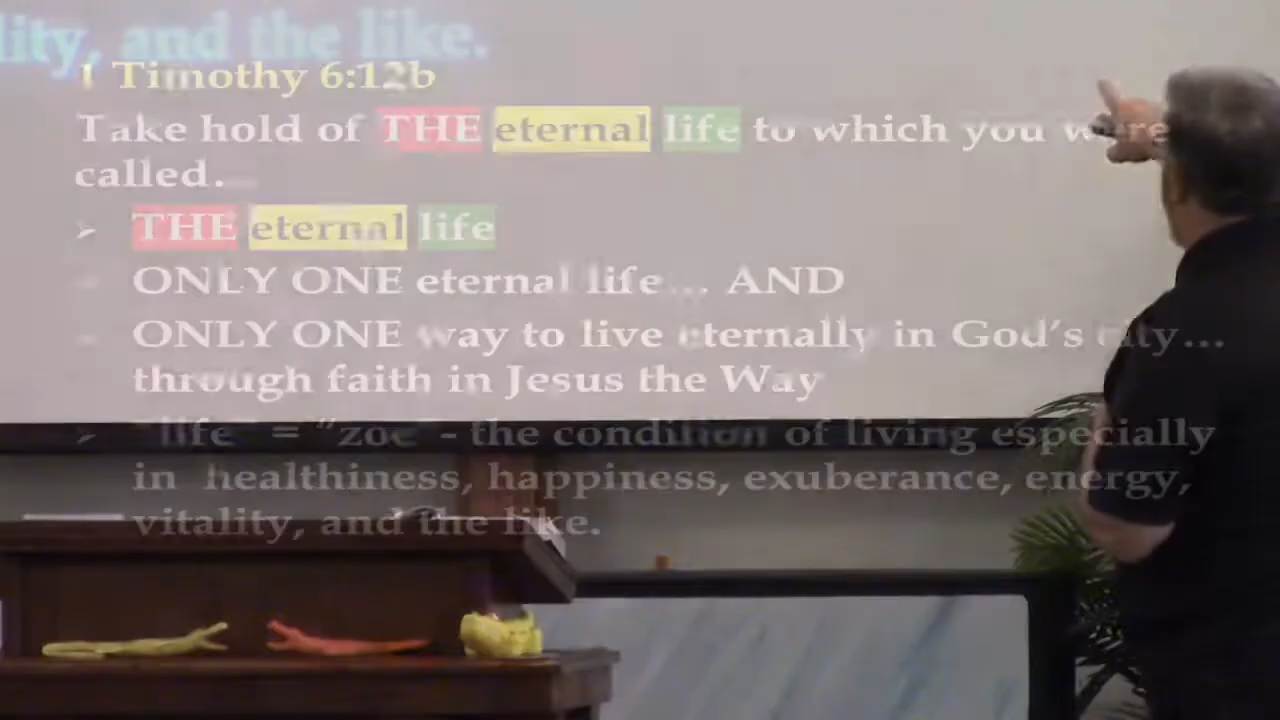 lity, and the like.
1 Timothy 6:12b
Take hold of THE eternal life to which you were
called.
THE eternal life
ONLY ONE eternal life... AND
ONLY ONE way to live eternally in God's city...
through faith in Jesus the Way
"life" = "zoe" - the condition of living especially
in healthiness, happiness, exuberance, energy,
vitality, and the like.